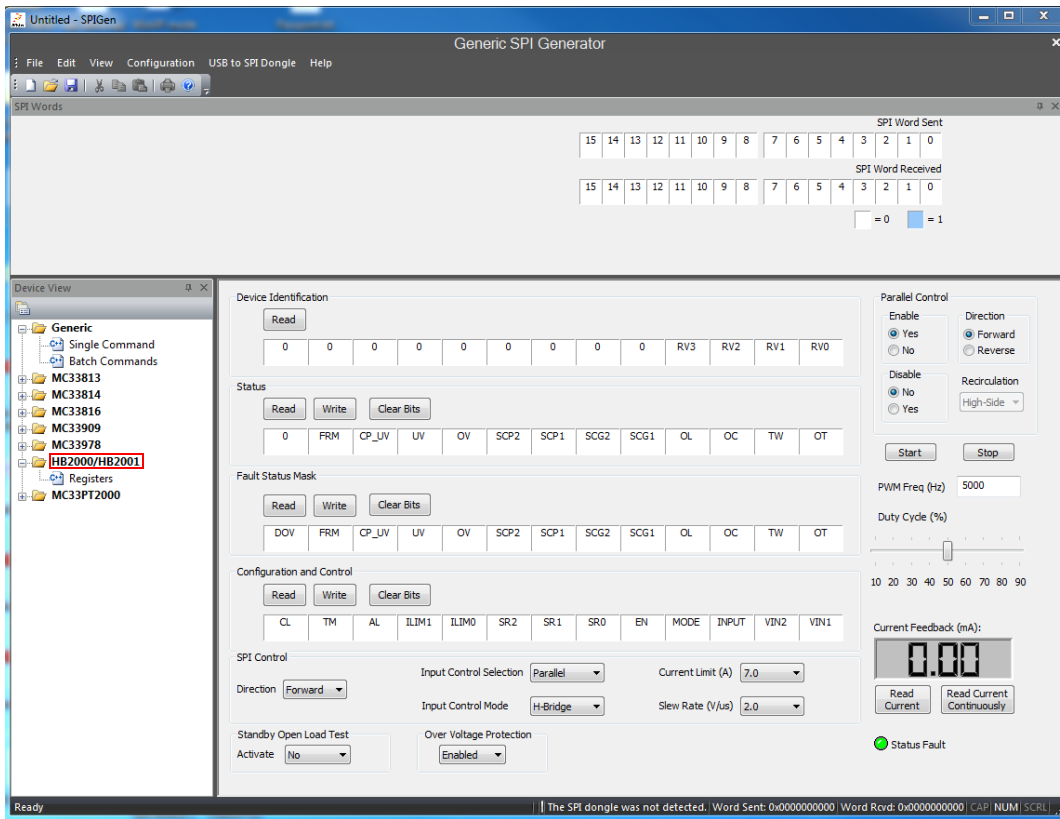 Untitled - SPIGen
Generic SPI Generator
File Edit View Configuration USB to SPI Dongle Help
SPI Words
SPI Word Sent
15 14 13 12 11 10 9 8 7 6 5 4 3 2 1 0
SPI Word Received
15 14 13 12 11 10 9 8 7 6 5 4 3 2 1 0
= 0 = 1
Device View
Generic
Single Command
Batch Commands
MC33813
MC33814
MC33816
MC33909
MC33978
HB2000/HB2001
Registers
MC33PT2000
Device Identification
Read
0 0 0 0 0 0 0 0 0 RV3 RV2 RV1 RV0
Status
Read Write Clear Bits
0 FRM CP_UV UV OV SCP2 SCP1 SCG2 SCG1 OL OC TW OT
Fault Status Mask
Read Write Clear Bits
DOV FRM CP_UV UV OV SCP2 SCP1 SCG2 SCG1 OL OC TW OT
Configuration and Control
Read Write Clear Bits
CL TM AL ILIM1 ILIM0 SR2 SR1 SR0 EN MODE INPUT VIN2 VIN1
SPI Control
Direction Forward
Input Control Selection Parallel
Current Limit (A) 7.0
Input Control Mode H-Bridge
Slew Rate (V/us) 2.0
Standby Open Load Test
Activate No
Over Voltage Protection
Enabled
Parallel Control
Enable
Yes
No
Direction
Forward
Reverse
Disable
No
Yes
Recirculation
High-Side
Start Stop
PWM Freq (Hz) 5000
Duty Cycle (%)
10 20 30 40 50 60 70 80 90
Current Feedback (mA):
0.00
Read Current
Read Current Continuously
Status Fault
Ready
The SPI dongle was not detected. Word Sent: 0x0000000000 Word Rcvd: 0x0000000000 CAP NUM SCRL